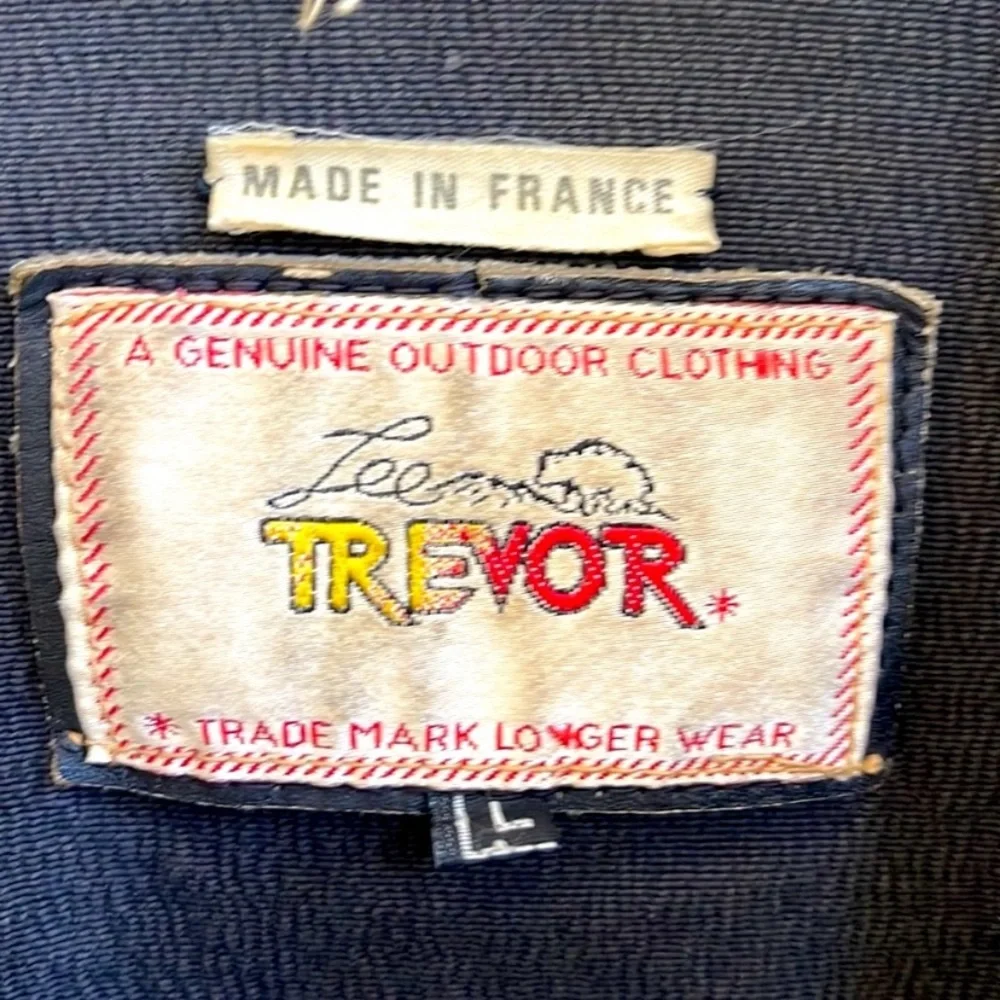 MADE IN FRANCE
A GENUINE OUTDOOR CLOTHING
Lee
TREVOR*
* TRADE MARK LONGER WEAR
L